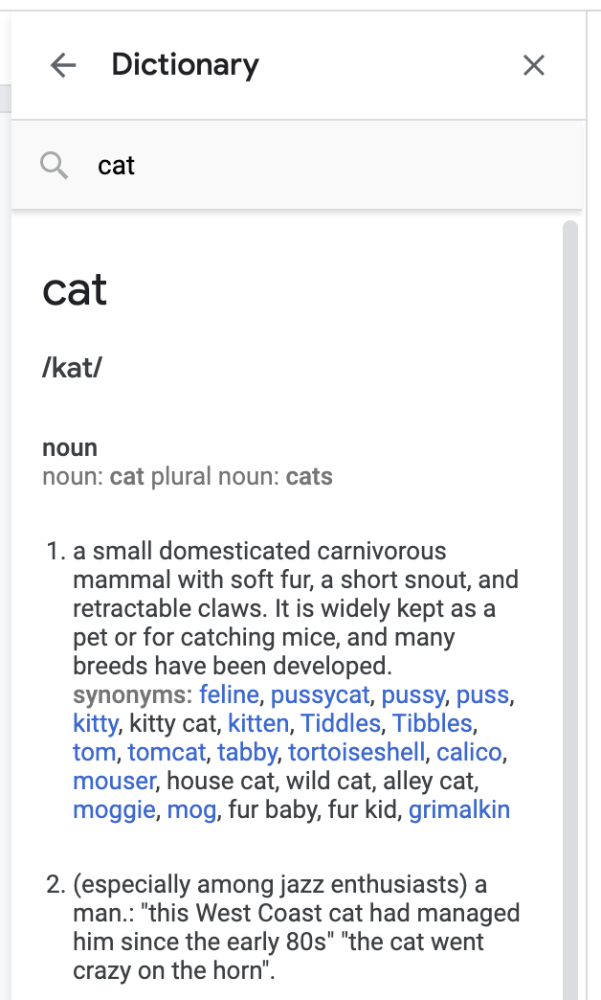 Dictionary
cat
cat
/kat/
noun
noun: cat plural noun: cats
1. a small domesticated carnivorous
mammal with soft fur, a short snout, and
retractable claws. It is widely kept as a
pet or for catching mice, and many
breeds have been developed.
synonyms: feline, pussycat, pussy, puss,
kitty, kitty cat, kitten, Tiddles, Tibbles,
tom, tomcat, tabby, tortoiseshell, calico,
mouser, house cat, wild cat, alley cat,
moggie, mog, fur baby, fur kid, grimalkin
2. (especially among jazz enthusiasts) a
man.: "this West Coast cat had managed
him since the early 80s" "the cat went
crazy on the horn".